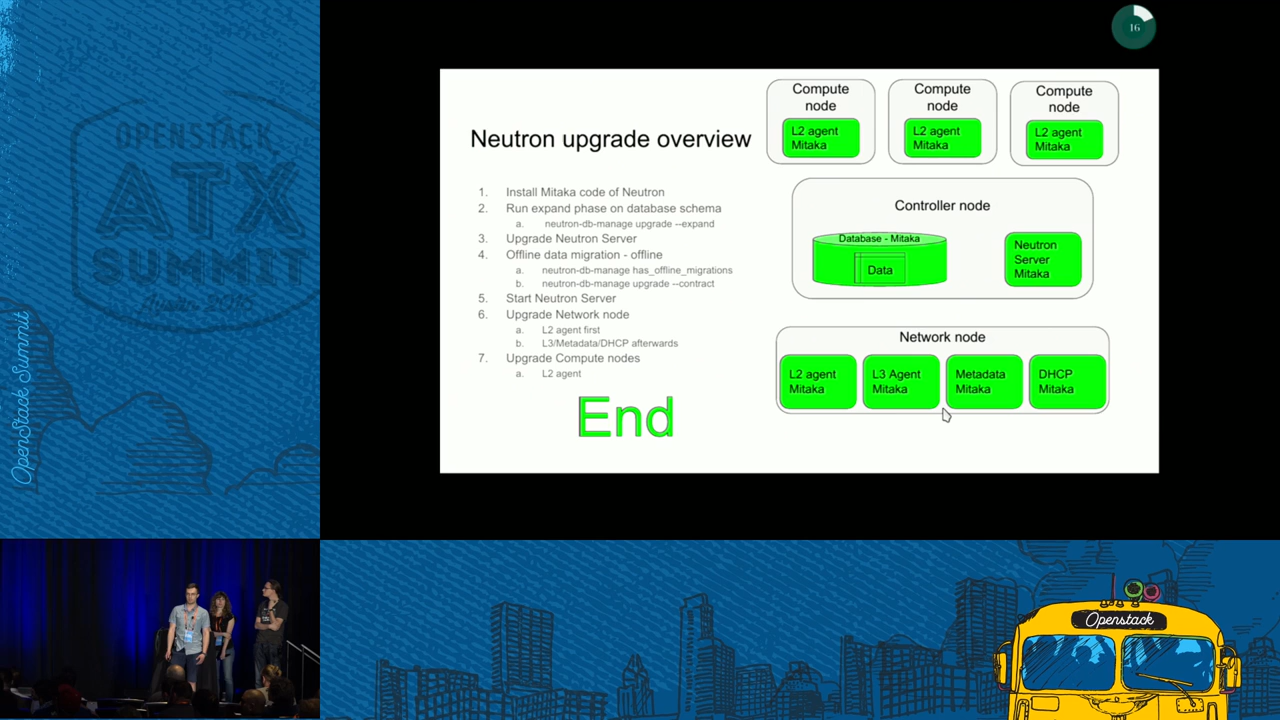 16
OPENSTACK
ATX
SUMMIT
OpenStack Summit
Neutron upgrade overview
1. Install Mitaka code of Neutron
2. Run expand phase on database schema
a. neutron-db-manage upgrade --expand
3. Upgrade Neutron Server
4. Offline data migration - offline
a. neutron-db-manage has_offline_migrations
b. neutron-db-manage upgrade --contract
5. Start Neutron Server
6. Upgrade Network node
a. L2 agent first
b. L3/Metadata/DHCP afterwards
7. Upgrade Compute nodes
a. L2 agent
End
Compute
node
L2 agent
Mitaka
Compute
node
L2 agent
Mitaka
Compute
node
L2 agent
Mitaka
Controller node
Database - Mitaka
Data
Neutron
Server
Mitaka
Network node
L2 agent
Mitaka
L3 Agent
Mitaka
Metadata
Mitaka
DHCP
Mitaka
Openstack